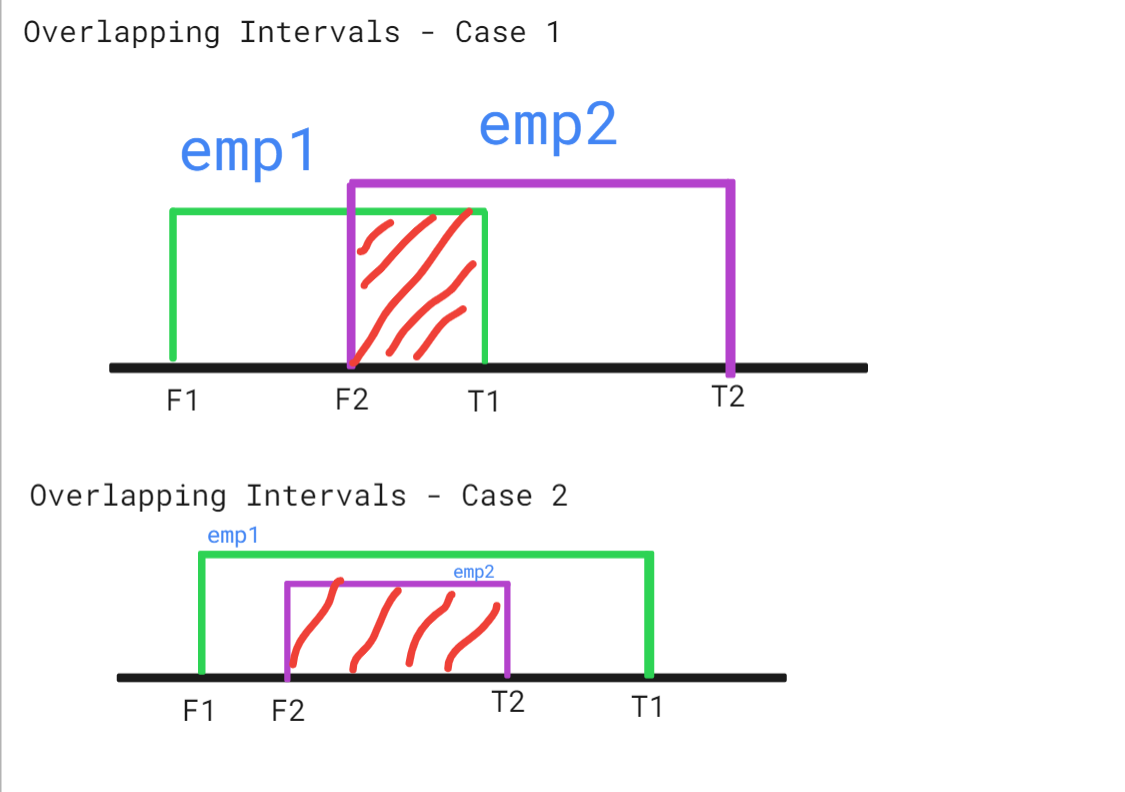 Overlapping Intervals - Case 1
emp1
emp2
F1
F2
T1
T2
Overlapping Intervals - Case 2
emp1
emp2
F1
F2
T2
T1